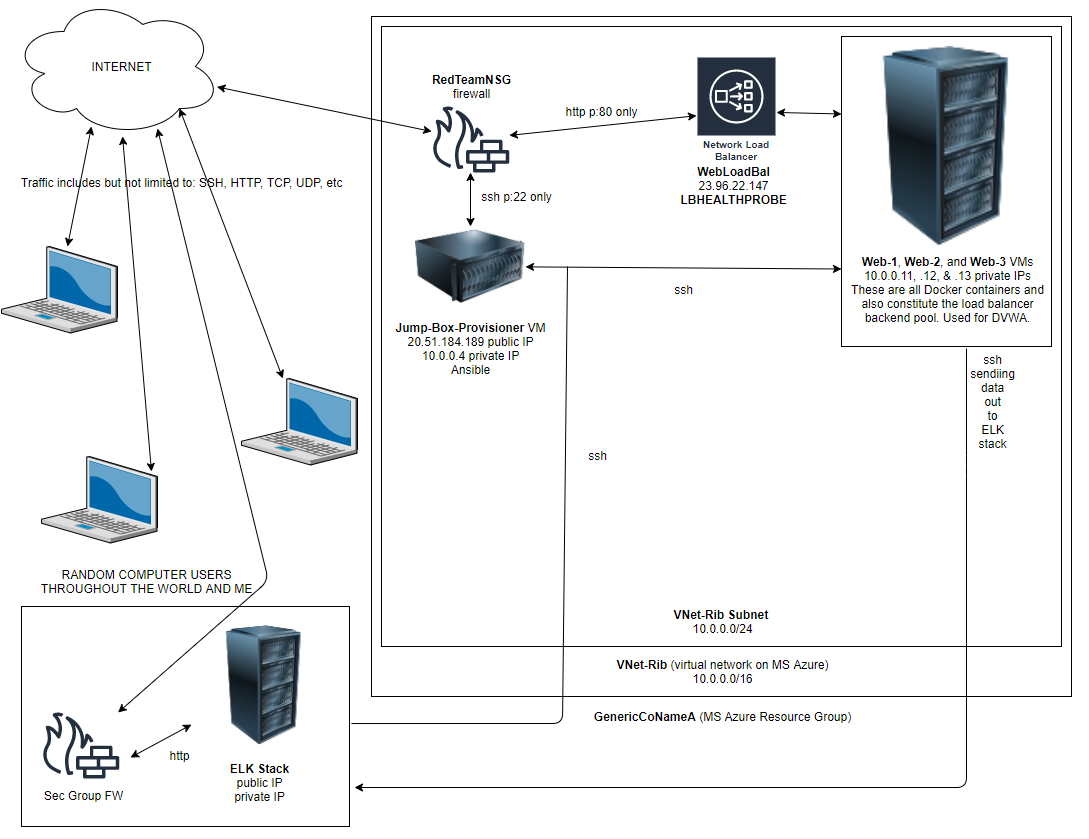 INTERNET
Traffic includes but not limited to: SSH, HTTP, TCP, UDP, etc
RANDOM COMPUTER USERS
THROUGHOUT THE WORLD AND ME
RedTeamNSG
firewall
http p:80 only
ssh p:22 only
Network Load
Balancer
WebLoadBal
23.96.22.147
LBHEALTHPROBE
Jump-Box-Provisioner VM
20.51.184.189 public IP
10.0.0.4 private IP
Ansible
ssh
Web-1, Web-2, and Web-3 VMs
10.0.0.11, .12, & .13 private IPs
These are all Docker containers and
also constitute the load balancer
backend pool. Used for DVWA.
ssh
sendiing
data
out
to
ELK
stack
ssh
VNet-Rib Subnet
10.0.0.0/24
VNet-Rib (virtual network on MS Azure)
10.0.0.0/16
GenericCoNameA (MS Azure Resource Group)
http
Sec Group FW
ELK Stack
public IP
private IP